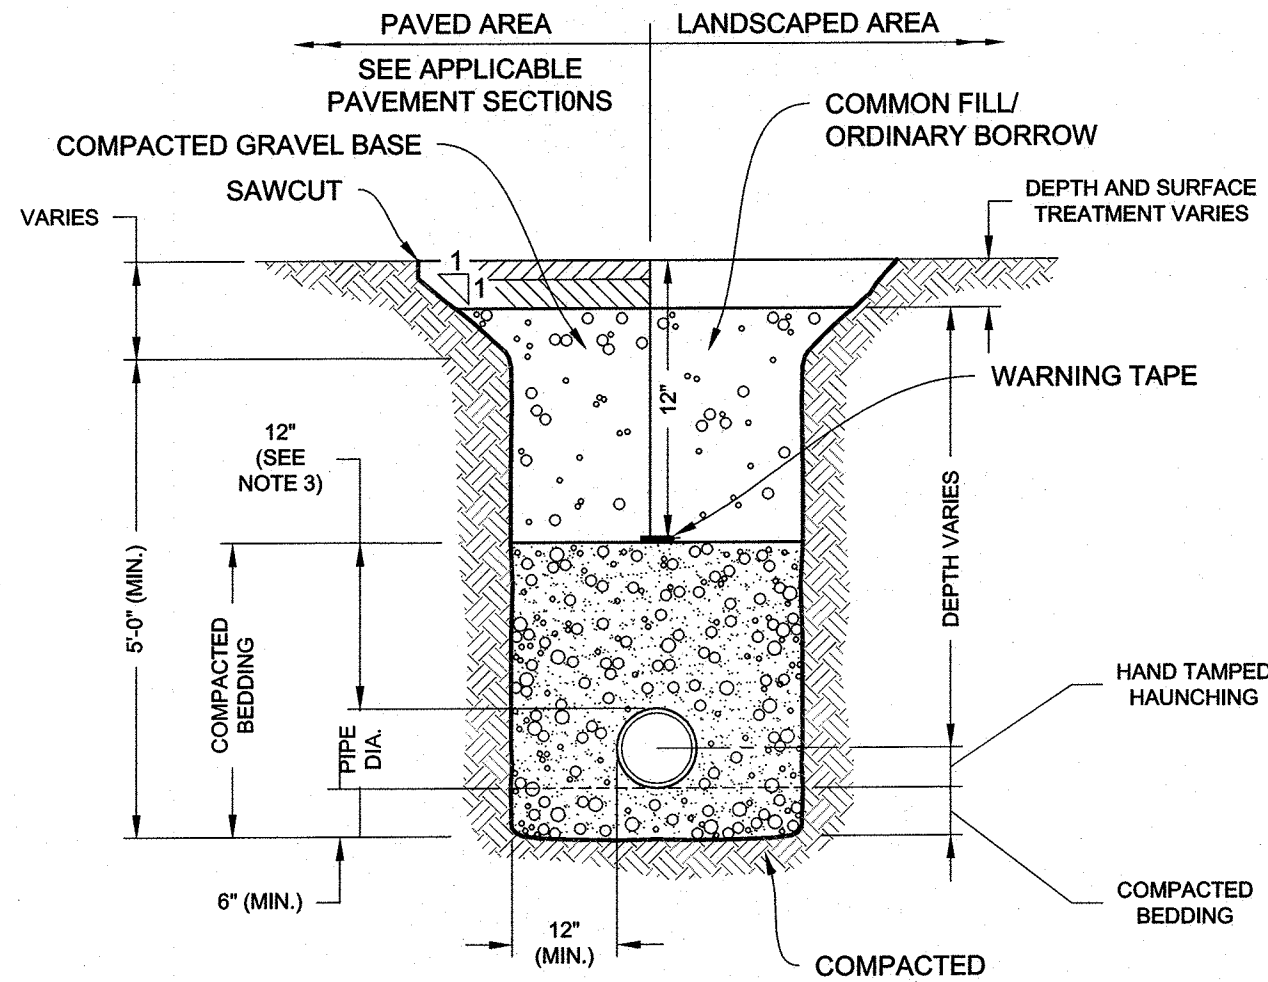 PAVED AREA
LANDSCAPED AREA
SEE APPLICABLE
PAVEMENT SECTIONS
COMMON FILL/
ORDINARY BORROW
COMPACTED GRAVEL BASE
SAWCUT
DEPTH AND SURFACE
TREATMENT VARIES
VARIES
1
1
12"
WARNING TAPE
12"
(SEE
NOTE 3)
DEPTH VARIES
5'-0" (MIN.)
COMPACTED
BEDDING
PIPE
DIA.
HAND TAMPED
HAUNCHING
6" (MIN.)
12"
(MIN.)
COMPACTED
BEDDING
COMPACTED